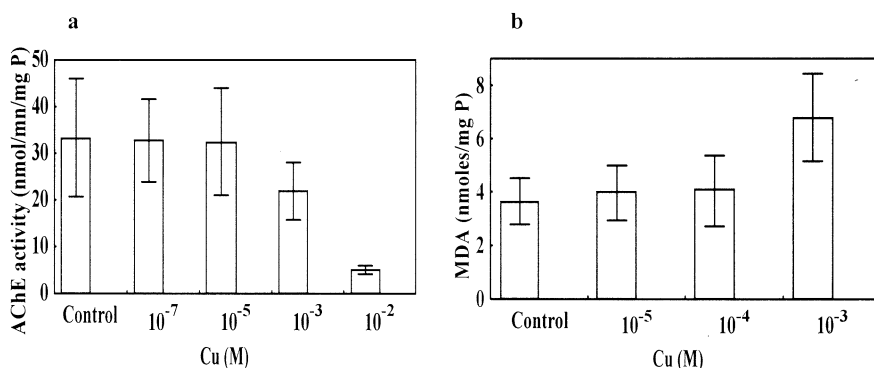 a
AChE activity (nmol/mn/mg P)
50
40
30
20
10
0
Control 10⁻⁷ 10⁻⁵ 10⁻³ 10⁻²
Cu (M)
b
MDA (nmoles/mg P)
8
6
4
2
0
Control 10⁻⁵ 10⁻⁴ 10⁻³
Cu (M)